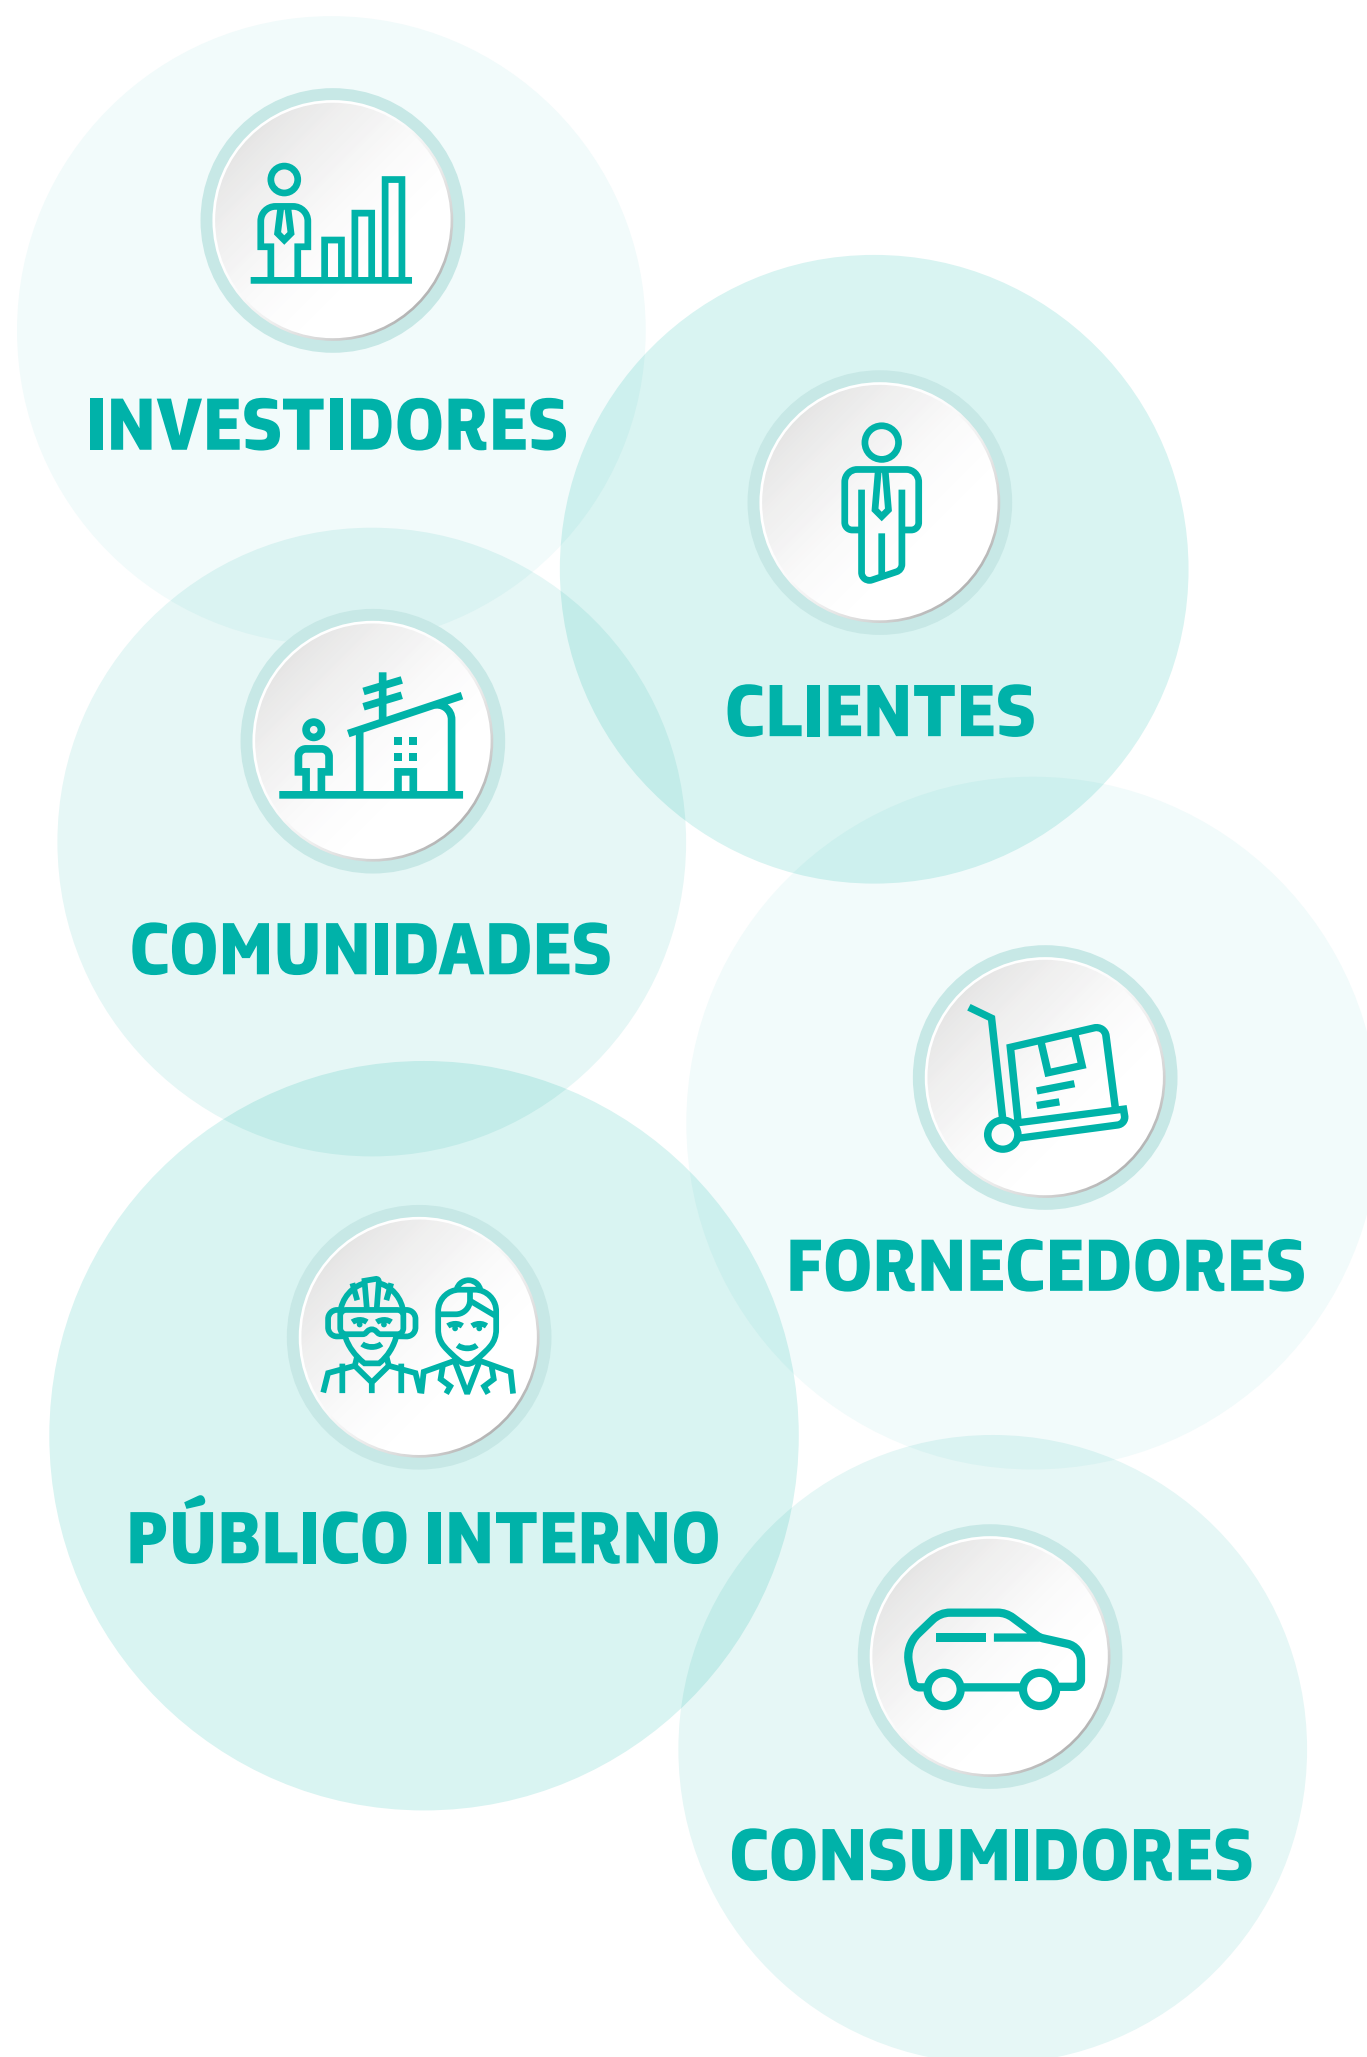 INVESTIDORES
CLIENTES
COMUNIDADES
FORNECEDORES
PÚBLICO INTERNO
CONSUMIDORES